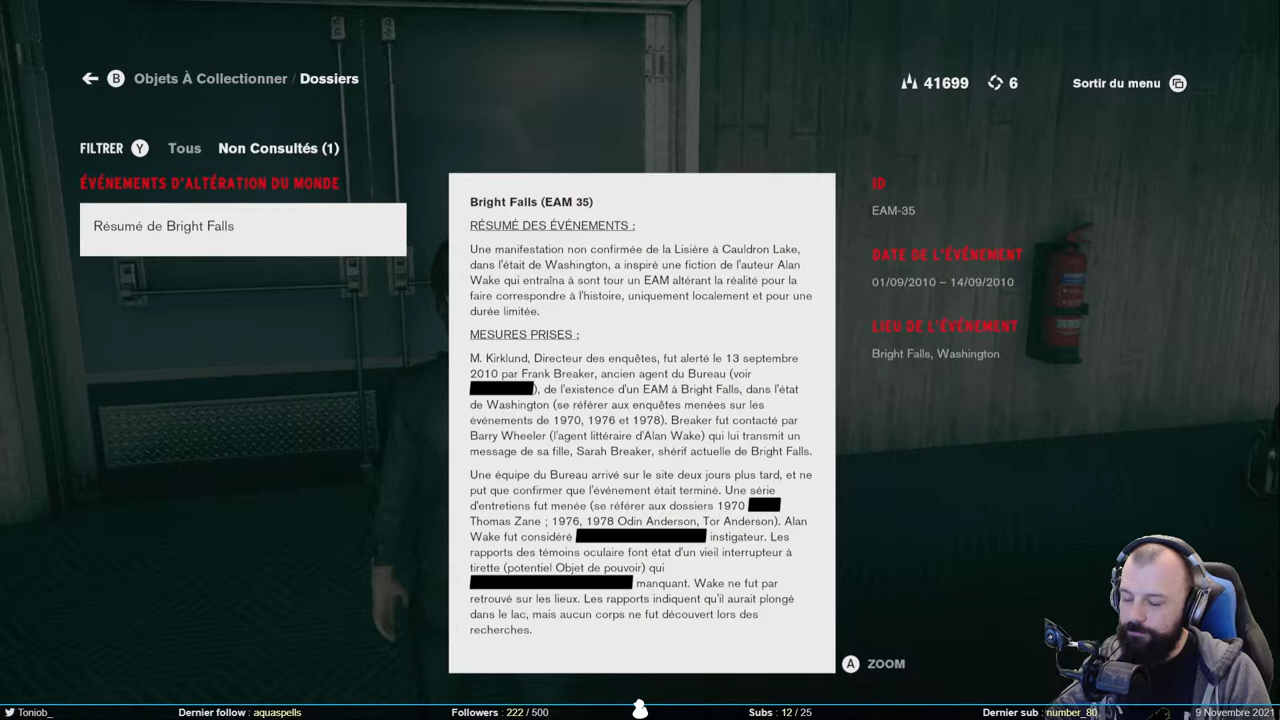 B Objets À Collectionner / Dossiers
41699 6 Sortir du menu
FILTRER Y Tous Non Consultés (1)
ÉVÉNEMENTS D'ALTÉRATION DU MONDE
Résumé de Bright Falls
Bright Falls (EAM 35)
RÉSUMÉ DES ÉVÈNEMENTS :
Une manifestation non confirmée de la Lisière à Cauldron Lake,
dans l'était de Washington, a inspiré une fiction de l'auteur Alan
Wake qui entraîna à sont tour un EAM altérant la réalité pour la
faire correspondre à l'histoire, uniquement localement et pour une
durée limitée.
MESURES PRISES :
M. Kirklund, Directeur des enquêtes, fut alerté le 13 septembre
2010 par Frank Breaker, ancien agent du Bureau (voir
), de l'existence d'un EAM à Bright Falls, dans l'état
de Washington (se référer aux enquêtes menées sur les
événements de 1970, 1976 et 1978). Breaker fut contacté par
Barry Wheeler (l'agent littéraire d'Alan Wake) qui lui transmit un
message de sa fille, Sarah Breaker, shérif actuelle de Bright Falls.
Une équipe du Bureau arrivé sur le site deux jours plus tard, et ne
put que confirmer que l'événement était terminé. Une série
d'entretiens fut menée (se référer aux dossiers 1970
Thomas Zane ; 1976, 1978 Odin Anderson, Tor Anderson). Alan
Wake fut considéré instigateur. Les
rapports des témoins oculaire font état d'un vieil interrupteur à
tirette (potentiel Objet de pouvoir) qui
manquant. Wake ne fut par
retrouvé sur les lieux. Les rapports indiquent qu'il aurait plongé
dans le lac, mais aucun corps ne fut découvert lors des
recherches.
ID
EAM-35
DATE DE L'ÉVÉNEMENT
01/09/2010 – 14/09/2010
LIEU DE L'ÉVÉNEMENT
Bright Falls, Washington
A ZOOM
Toniob_ Dernier follow : aquaspells Followers : 222 / 500 Subs : 12 / 25 Dernier sub : number_80 9 Novembre 2021